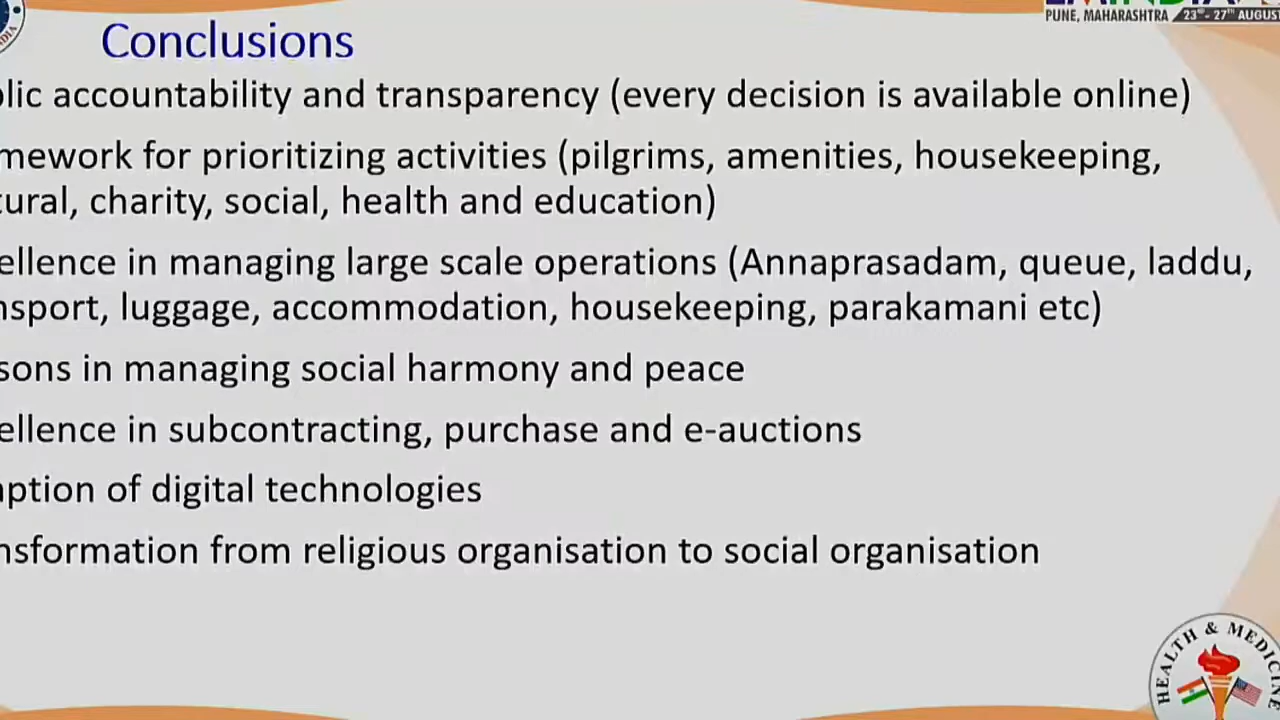 PUNE, MAHARASHTRA 23rd - 27TH AUGUST
Conclusions
lic accountability and transparency (every decision is available online)
mework for prioritizing activities (pilgrims, amenities, housekeeping,
tural, charity, social, health and education)
ellence in managing large scale operations (Annaprasadam, queue, laddu,
nsport, luggage, accommodation, housekeeping, parakamani etc)
sons in managing social harmony and peace
ellence in subcontracting, purchase and e-auctions
ption of digital technologies
nsformation from religious organisation to social organisation
HEALTH & MEDICINE